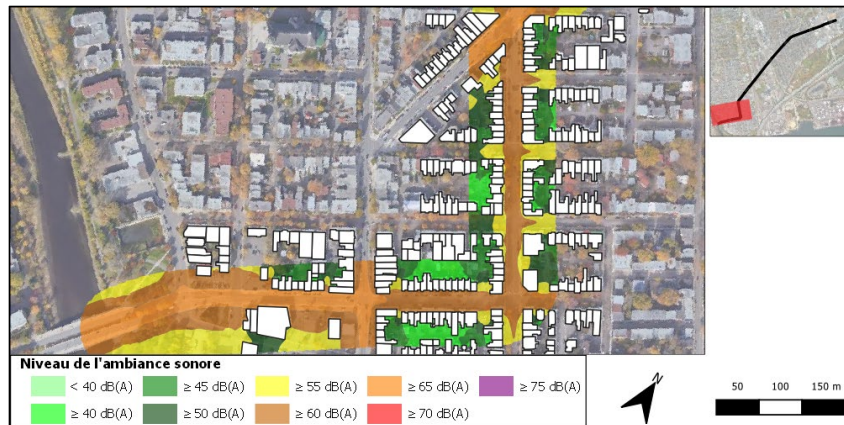 Niveau de l'ambiance sonore
< 40 dB(A) ≥ 45 dB(A) ≥ 55 dB(A) ≥ 65 dB(A) ≥ 75 dB(A)
≥ 40 dB(A) ≥ 50 dB(A) ≥ 60 dB(A) ≥ 70 dB(A)
N
50 100 150 m